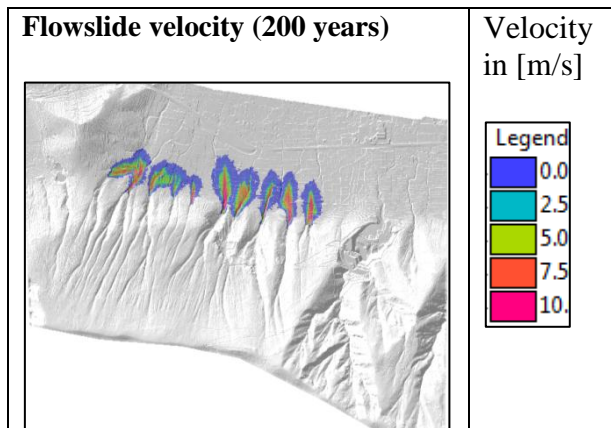 Flowslide velocity (200 years)
Velocity
in [m/s]
Legend
0.0
2.5
5.0
7.5
10.